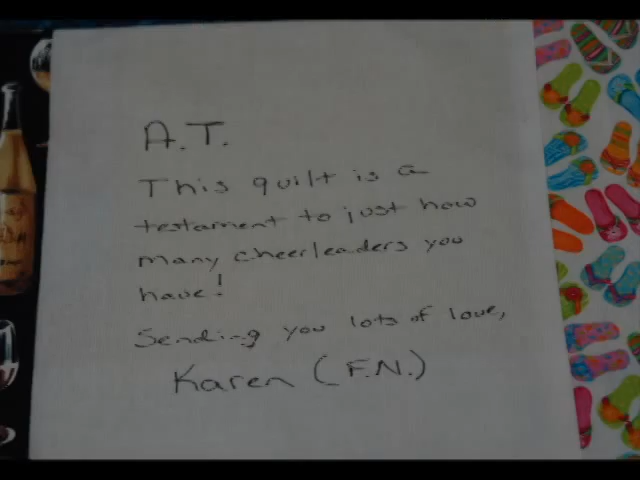 A.T.
This quilt is a
testament to just how
many cheerleaders you
have!
Sending you lots of love,
Karen (F.N.)